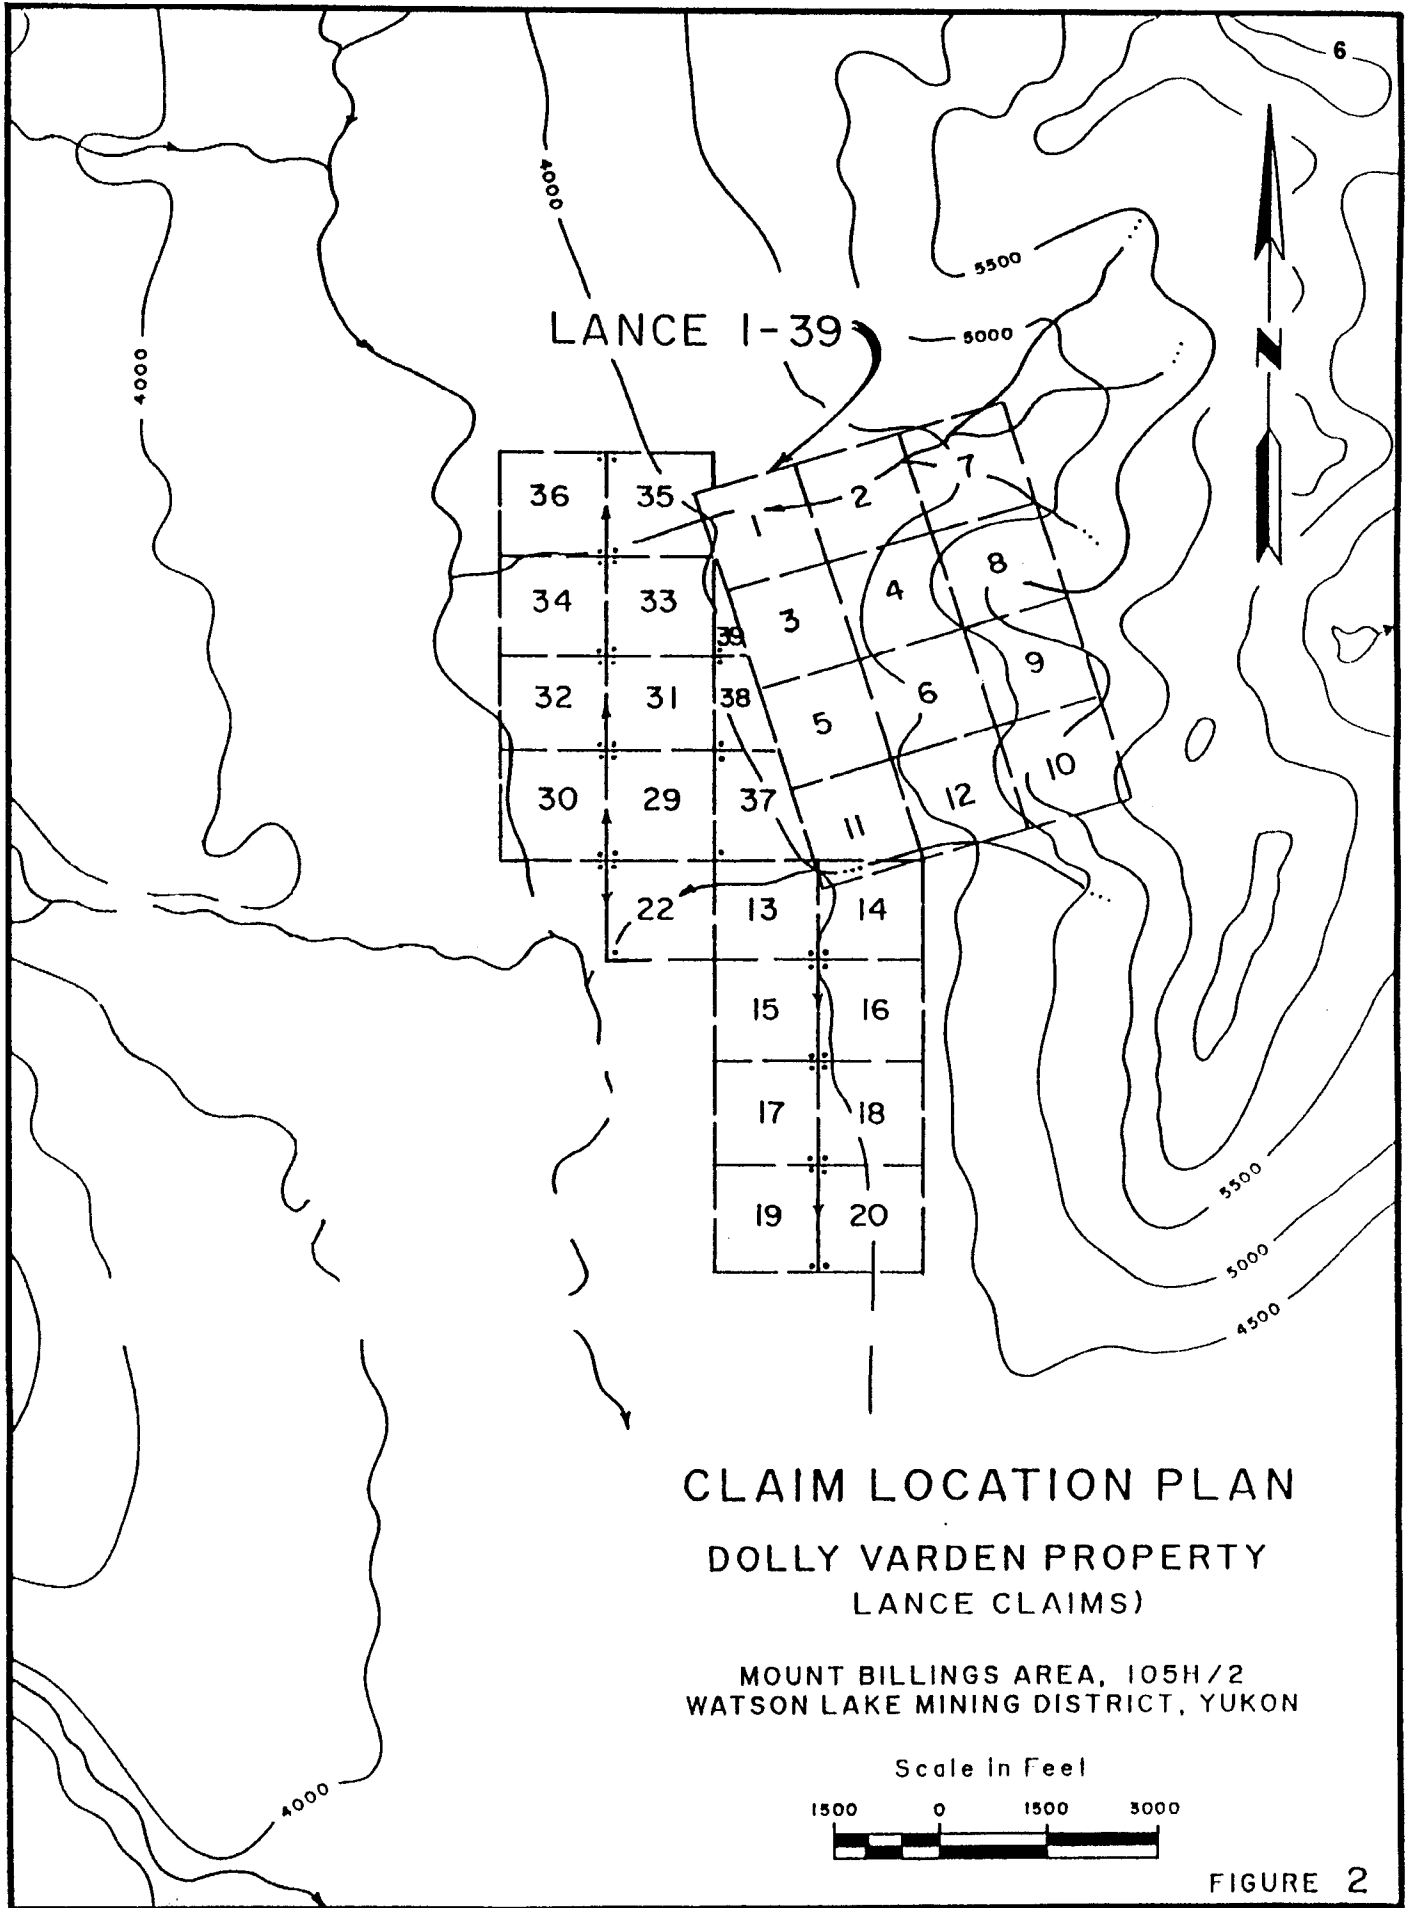 6
4000
5500
LANCE 1-39
5000
4000
N
36 35 1 2 7
34 33 3 4 8
39
32 31 38 5 6 9
30 29 37 11 12 10
22 13 14
15 16
17 18
19 20
5500
5000
4500
CLAIM LOCATION PLAN
DOLLY VARDEN PROPERTY
LANCE CLAIMS)
MOUNT BILLINGS AREA, 105H/2
WATSON LAKE MINING DISTRICT, YUKON
Scale in Feet
4000
1500 0 1500 3000
FIGURE 2